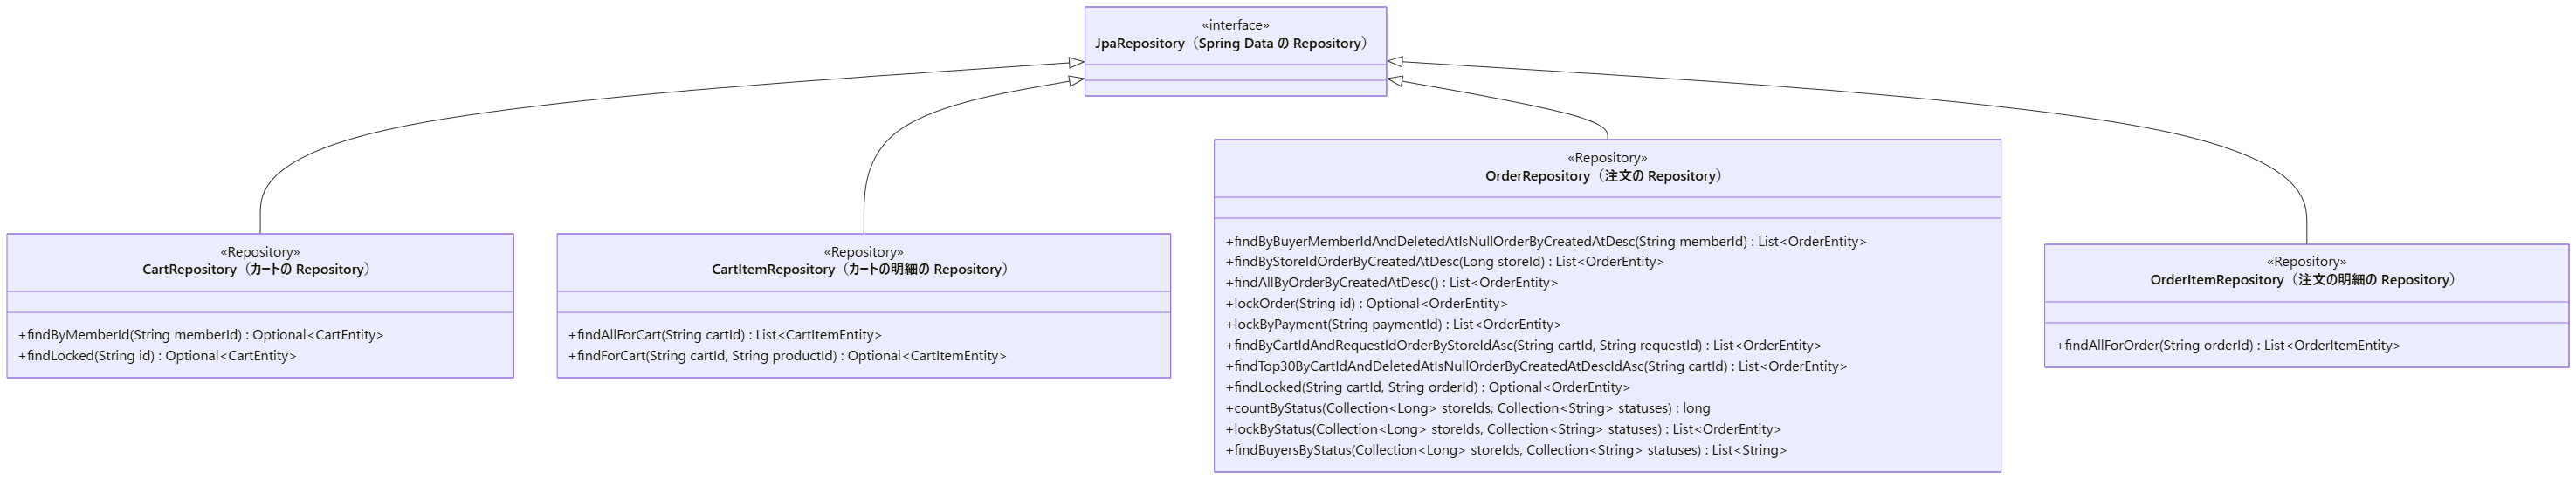 «interface»
JpaRepository（Spring Data の Repository）
«Repository»
CartRepository（カートの Repository）
+findByMemberId(String memberId) : Optional<CartEntity>
+findLocked(String id) : Optional<CartEntity>
«Repository»
CartItemRepository（カートの明細の Repository）
+findAllForCart(String cartId) : List<CartItemEntity>
+findForCart(String cartId, String productId) : Optional<CartItemEntity>
«Repository»
OrderRepository（注文の Repository）
+findByBuyerMemberIdAndDeletedAtIsNullOrderByCreatedAtDesc(String memberId) : List<OrderEntity>
+findByStoreIdOrderByCreatedAtDesc(Long storeId) : List<OrderEntity>
+findAllByOrderByCreatedAtDesc() : List<OrderEntity>
+lockOrder(String id) : Optional<OrderEntity>
+lockByPayment(String paymentId) : List<OrderEntity>
+findByCartIdAndRequestIdOrderByStoreIdAsc(String cartId, String requestId) : List<OrderEntity>
+findTop30ByCartIdAndDeletedAtIsNullOrderByCreatedAtDescIdAsc(String cartId) : List<OrderEntity>
+findLocked(String cartId, String orderId) : Optional<OrderEntity>
+countByStatus(Collection<Long> storeIds, Collection<String> statuses) : long
+lockByStatus(Collection<Long> storeIds, Collection<String> statuses) : List<OrderEntity>
+findBuyersByStatus(Collection<Long> storeIds, Collection<String> statuses) : List<String>
«Repository»
OrderItemRepository（注文の明細の Repository）
+findAllForOrder(String orderId) : List<OrderItemEntity>